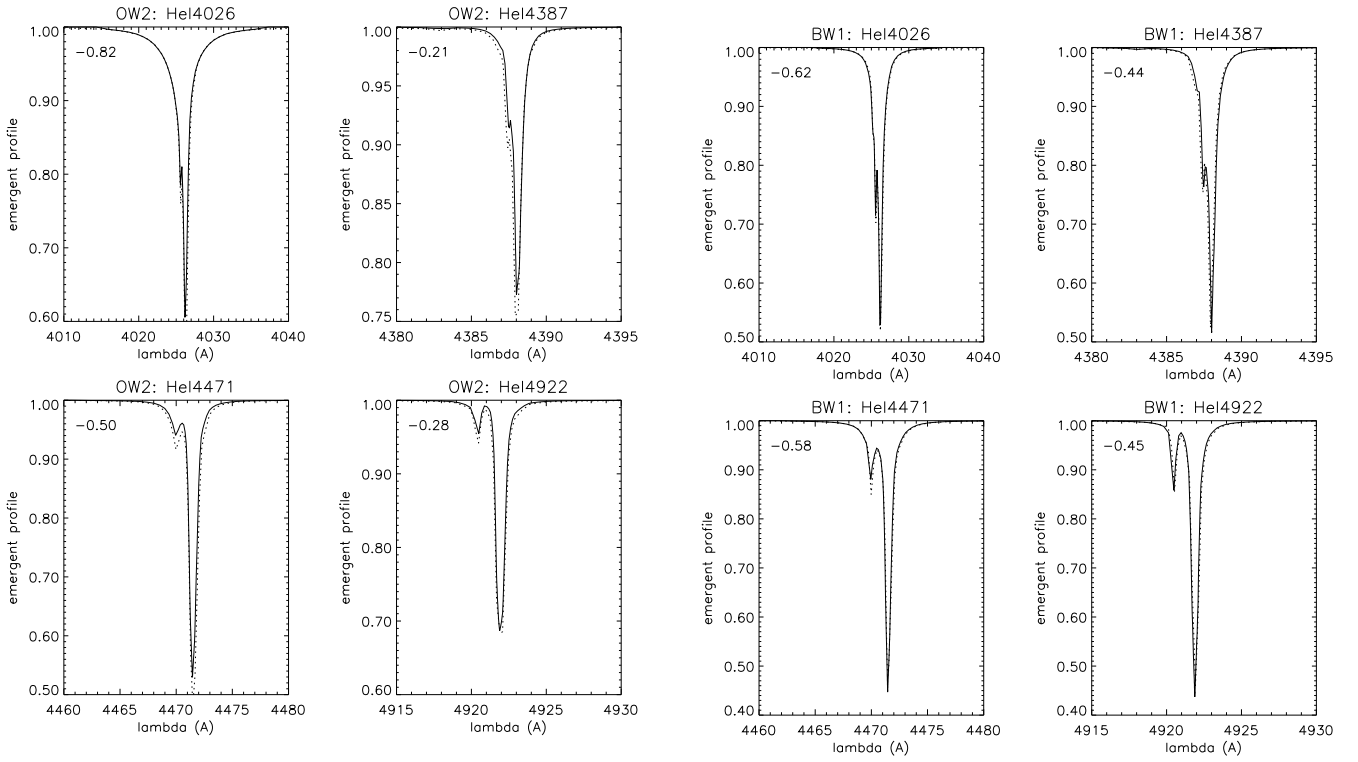 OW2: HeI4026
−0.82
1.00
0.90
0.80
0.70
0.60
emergent profile
4010 4020 4030 4040
lambda (A)
OW2: HeI4387
−0.21
1.00
0.95
0.90
0.85
0.80
0.75
emergent profile
4380 4385 4390 4395
lambda (A)
BW1: HeI4026
−0.62
1.00
0.90
0.80
0.70
0.60
0.50
emergent profile
4010 4020 4030 4040
lambda (A)
BW1: HeI4387
−0.44
1.00
0.90
0.80
0.70
0.60
0.50
emergent profile
4380 4385 4390 4395
lambda (A)
OW2: HeI4471
−0.50
1.00
0.90
0.80
0.70
0.60
0.50
emergent profile
4460 4465 4470 4475 4480
lambda (A)
OW2: HeI4922
−0.28
1.00
0.90
0.80
0.70
0.60
emergent profile
4915 4920 4925 4930
lambda (A)
BW1: HeI4471
−0.58
1.00
0.90
0.80
0.70
0.60
0.50
0.40
emergent profile
4460 4465 4470 4475 4480
lambda (A)
BW1: HeI4922
−0.45
1.00
0.90
0.80
0.70
0.60
0.50
0.40
emergent profile
4915 4920 4925 4930
lambda (A)